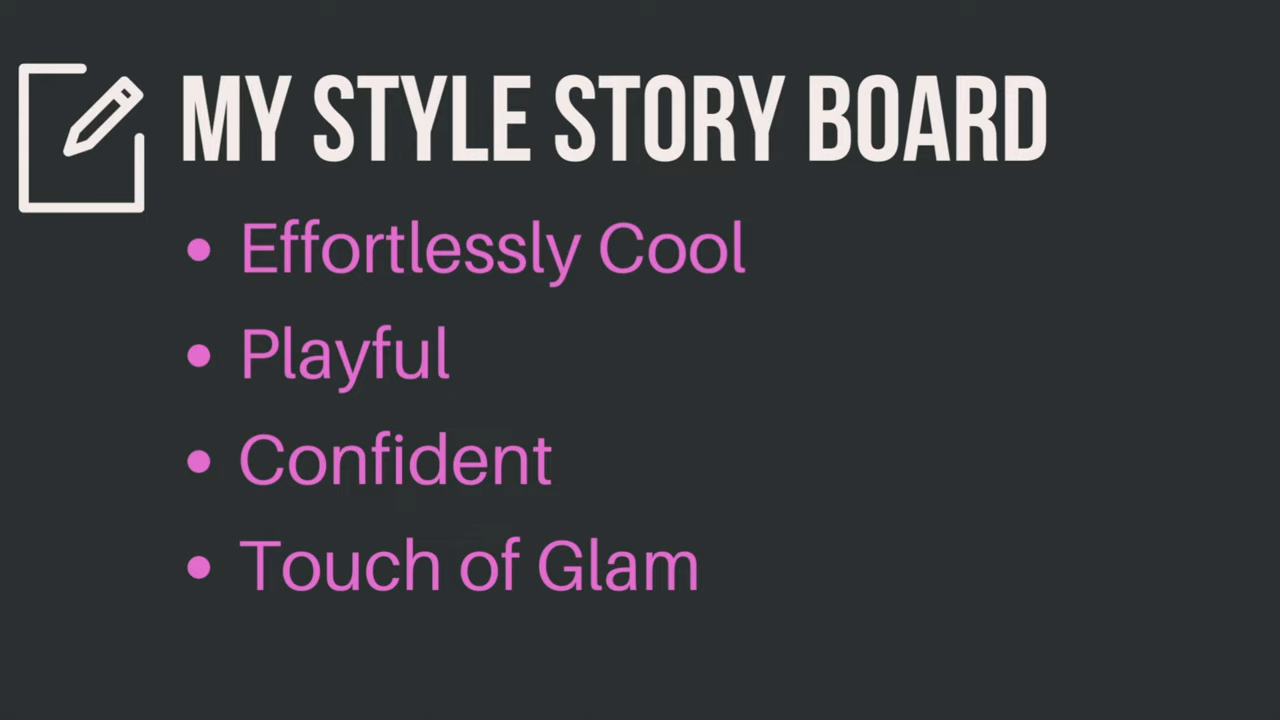 MY STYLE STORY BOARD
• Effortlessly Cool
• Playful
• Confident
• Touch of Glam